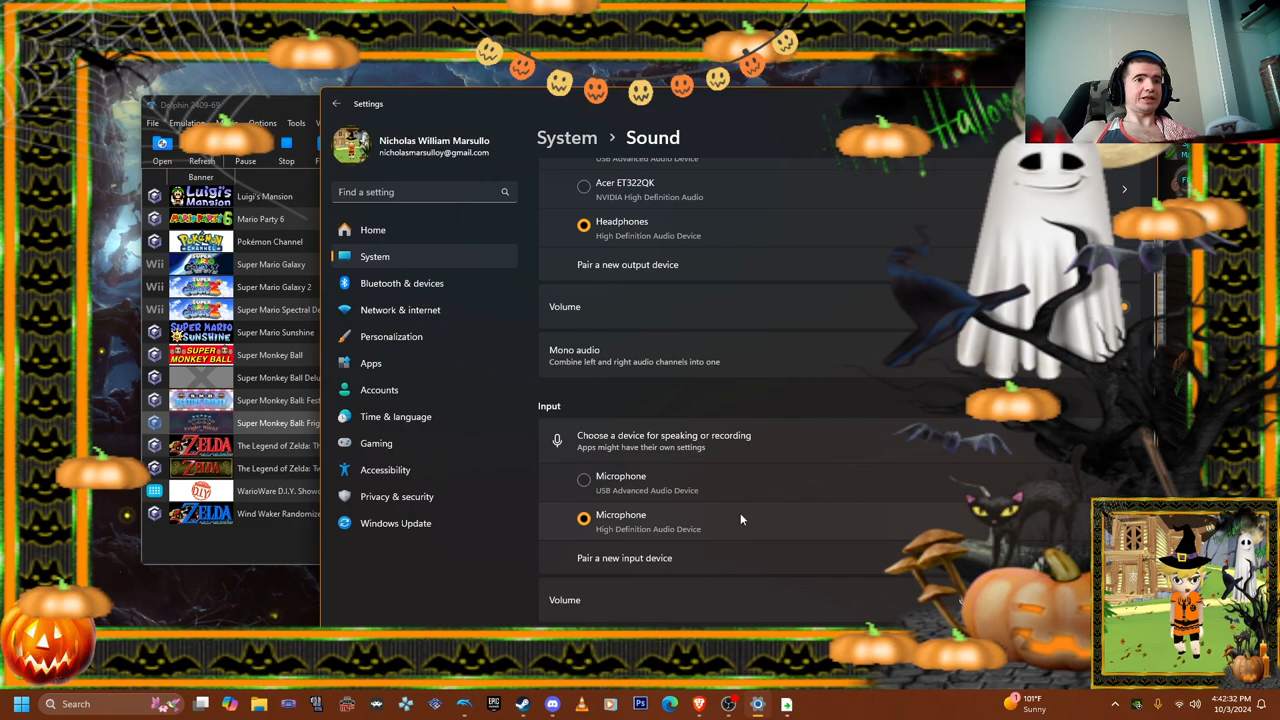 Dolphin 2409-69
File Emulation Options Tools
Open Refresh Pause Stop
Banner
Luigi's Mansion
Mario Party 6
Pokémon Channel
Super Mario Galaxy
Super Mario Galaxy 2
Super Mario Spectral De
Super Mario Sunshine
Super Monkey Ball
Super Monkey Ball Delu
Super Monkey Ball: Fest
Super Monkey Ball: Frig
The Legend of Zelda: Th
The Legend of Zelda: Tw
WarioWare D.I.Y. Showc
Wind Waker Randomize
Settings
Nicholas William Marsullo
nicholasmarsulloy@gmail.com
Find a setting
Home
System
Bluetooth & devices
Network & internet
Personalization
Apps
Accounts
Time & language
Gaming
Accessibility
Privacy & security
Windows Update
System > Sound
USB Advanced Audio Device
Acer ET322QK
NVIDIA High Definition Audio
Headphones
High Definition Audio Device
Pair a new output device
Volume
Mono audio
Combine left and right audio channels into one
Input
Choose a device for speaking or recording
Apps might have their own settings
Microphone
USB Advanced Audio Device
Microphone
High Definition Audio Device
Pair a new input device
Volume
Search
101°F
Sunny
4:42:32 PM
10/3/2024